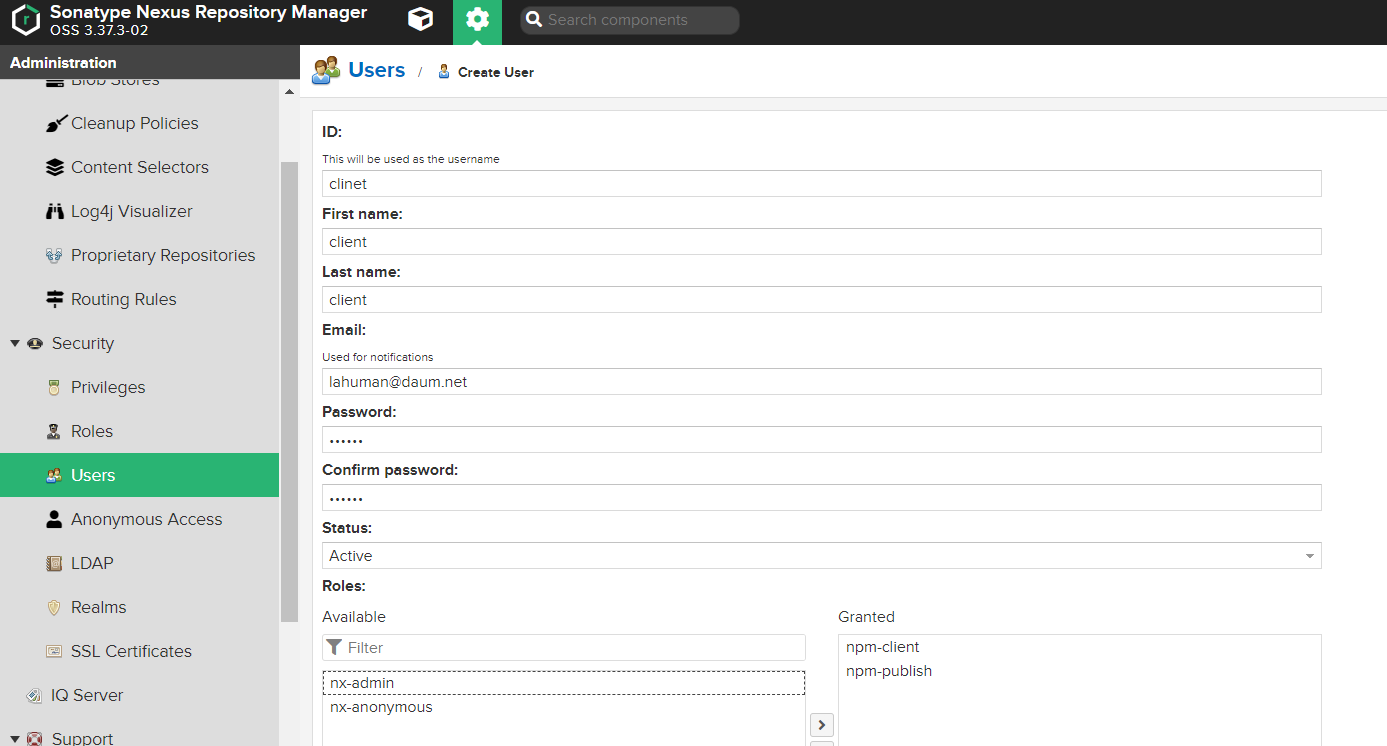 Sonatype Nexus Repository Manager
OSS 3.37.3-02
Search components
Administration
Blob Stores
Cleanup Policies
Content Selectors
Log4j Visualizer
Proprietary Repositories
Routing Rules
Security
Privileges
Roles
Users
Anonymous Access
LDAP
Realms
SSL Certificates
IQ Server
Support
Users / Create User
ID:
This will be used as the username
clinet
First name:
client
Last name:
client
Email:
Used for notifications
lahuman@daum.net
Password:
••••••
Confirm password:
••••••
Status:
Active
Roles:
Available
Filter
nx-admin
nx-anonymous
Granted
npm-client
npm-publish